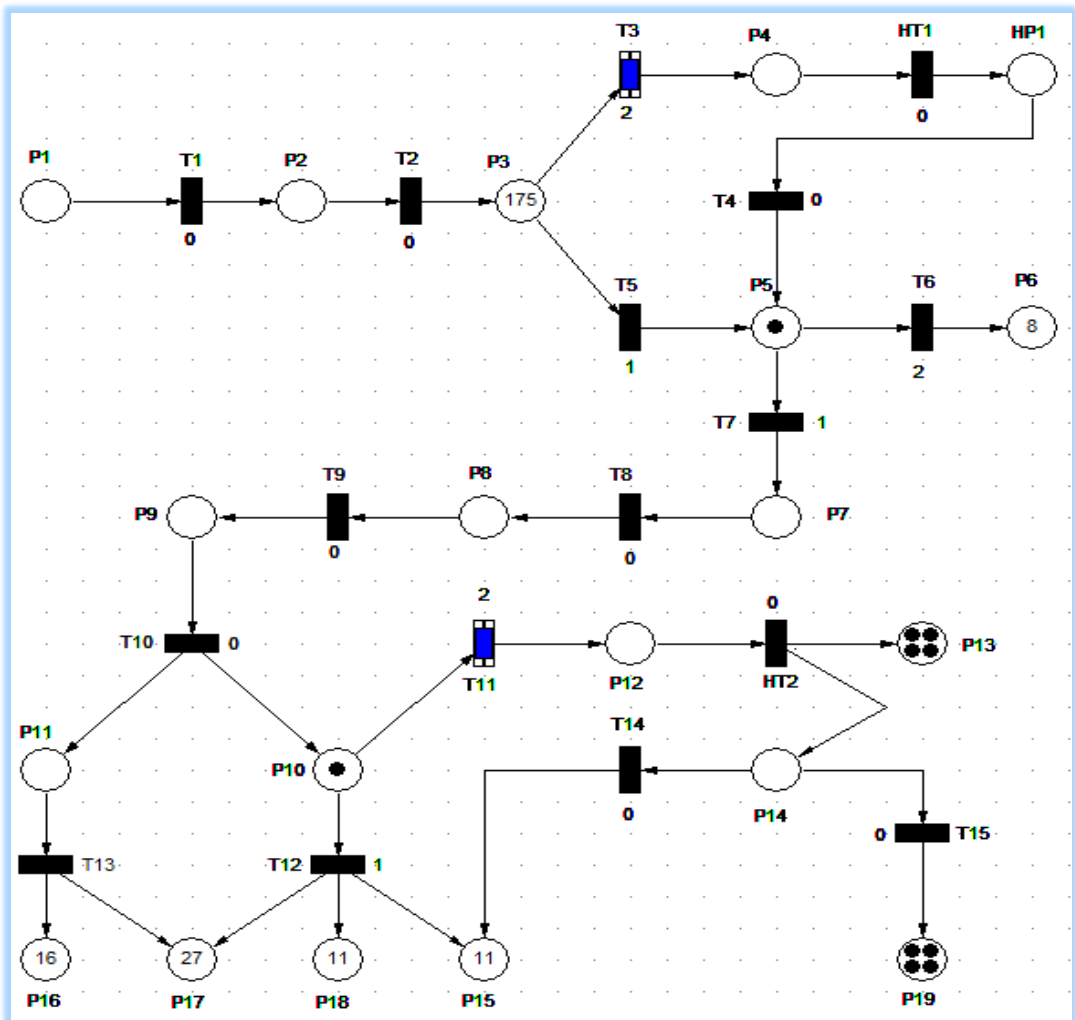 T3 P4 HT1 HP1
2 0
P1 T1 P2 T2 P3
175
0 0
T4 0
T5 P5 T6 P6
8
1 2
T7 1
P9 T9 P8 T8 P7
0 0
2 0
T10 0 P13
T11 P12 HT2
P11 T14
P10
0 P14
0 T15
T13 T12 1
16 27 11 11
P16 P17 P18 P15 P19